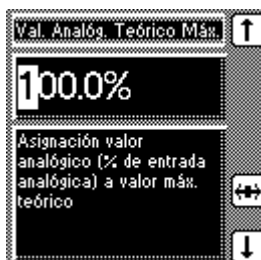 Val. Analóg. Teórico Máx.
100.0%
Asignación valor
analógico (% de entrada
analógica) a valor máx.
teórico